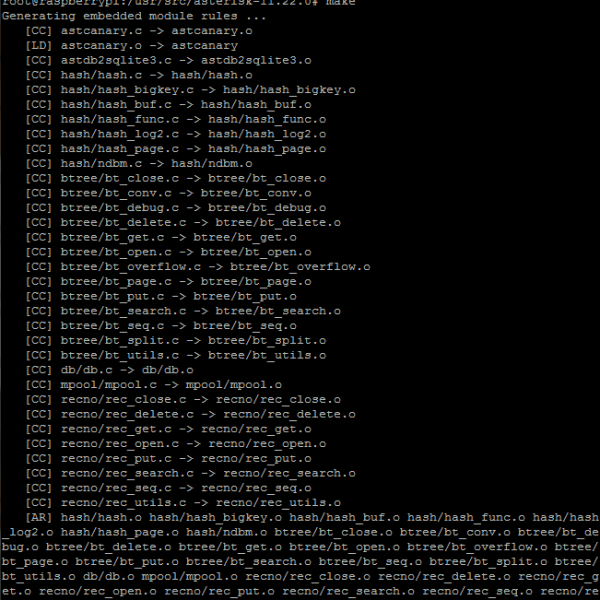 root@raspberrypi:/usr/src/asterisk-11.22.0# make
Generating embedded module rules ...
[CC] astcanary.c -> astcanary.o
[LD] astcanary.o -> astcanary
[CC] astdb2sqlite3.c -> astdb2sqlite3.o
[CC] hash/hash.c -> hash/hash.o
[CC] hash/hash_bigkey.c -> hash/hash_bigkey.o
[CC] hash/hash_buf.c -> hash/hash_buf.o
[CC] hash/hash_func.c -> hash/hash_func.o
[CC] hash/hash_log2.c -> hash/hash_log2.o
[CC] hash/hash_page.c -> hash/hash_page.o
[CC] hash/ndbm.c -> hash/ndbm.o
[CC] btree/bt_close.c -> btree/bt_close.o
[CC] btree/bt_conv.c -> btree/bt_conv.o
[CC] btree/bt_debug.c -> btree/bt_debug.o
[CC] btree/bt_delete.c -> btree/bt_delete.o
[CC] btree/bt_get.c -> btree/bt_get.o
[CC] btree/bt_open.c -> btree/bt_open.o
[CC] btree/bt_overflow.c -> btree/bt_overflow.o
[CC] btree/bt_page.c -> btree/bt_page.o
[CC] btree/bt_put.c -> btree/bt_put.o
[CC] btree/bt_search.c -> btree/bt_search.o
[CC] btree/bt_seq.c -> btree/bt_seq.o
[CC] btree/bt_split.c -> btree/bt_split.o
[CC] btree/bt_utils.c -> btree/bt_utils.o
[CC] db/db.c -> db/db.o
[CC] mpool/mpool.c -> mpool/mpool.o
[CC] recno/rec_close.c -> recno/rec_close.o
[CC] recno/rec_delete.c -> recno/rec_delete.o
[CC] recno/rec_get.c -> recno/rec_get.o
[CC] recno/rec_open.c -> recno/rec_open.o
[CC] recno/rec_put.c -> recno/rec_put.o
[CC] recno/rec_search.c -> recno/rec_search.o
[CC] recno/rec_seq.c -> recno/rec_seq.o
[CC] recno/rec_utils.c -> recno/rec_utils.o
[AR] hash/hash.o hash/hash_bigkey.o hash/hash_buf.o hash/hash_func.o hash/hash
_log2.o hash/hash_page.o hash/ndbm.o btree/bt_close.o btree/bt_conv.o btree/bt_de
bug.o btree/bt_delete.o btree/bt_get.o btree/bt_open.o btree/bt_overflow.o btree/
bt_page.o btree/bt_put.o btree/bt_search.o btree/bt_seq.o btree/bt_split.o btree/
bt_utils.o db/db.o mpool/mpool.o recno/rec_close.o recno/rec_delete.o recno/rec_g
et.o recno/rec_open.o recno/rec_put.o recno/rec_search.o recno/rec_seq.o recno/re